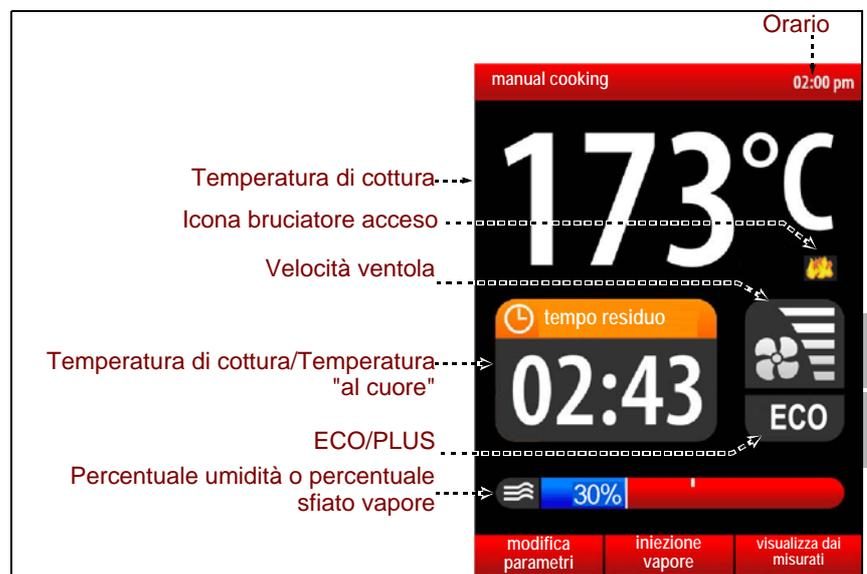 Orario
manual cooking
02:00 pm
173°C
Temperatura di cottura
Icona bruciatore acceso
Velocità ventola
tempo residuo
02:43
Temperatura di cottura/Temperatura
"al cuore"
ECO
ECO/PLUS
Percentuale umidità o percentuale
sfiato vapore
30%
modifica
parametri
iniezione
vapore
visualizza dai
misurati